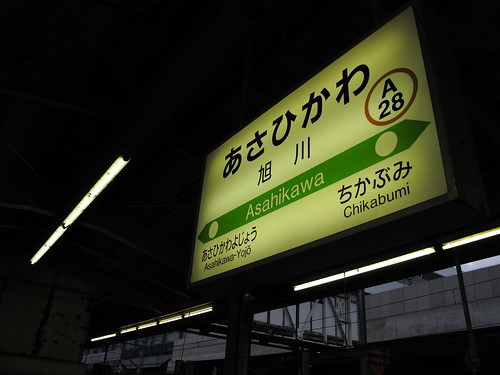 あさひかわ
A
28
旭 川
Asahikawa
ちかぶみ
Chikabumi
あさひかわよじょう
Asahikawa-Yojō